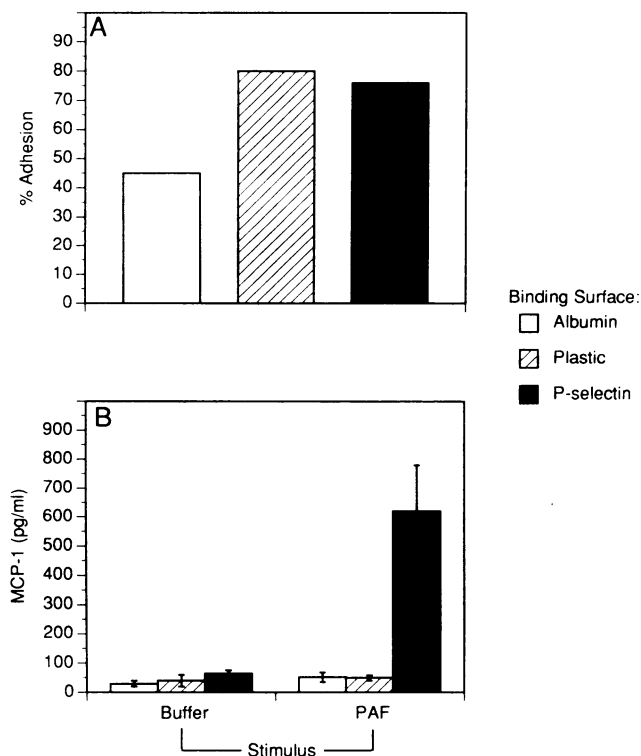 A
% Adhesion
90
80
70
60
50
40
30
20
10
0
Binding Surface:
Albumin
Plastic
P-selectin
B
MCP-1 (pg/ml)
900
800
700
600
500
400
300
200
100
0
Buffer
PAF
Stimulus